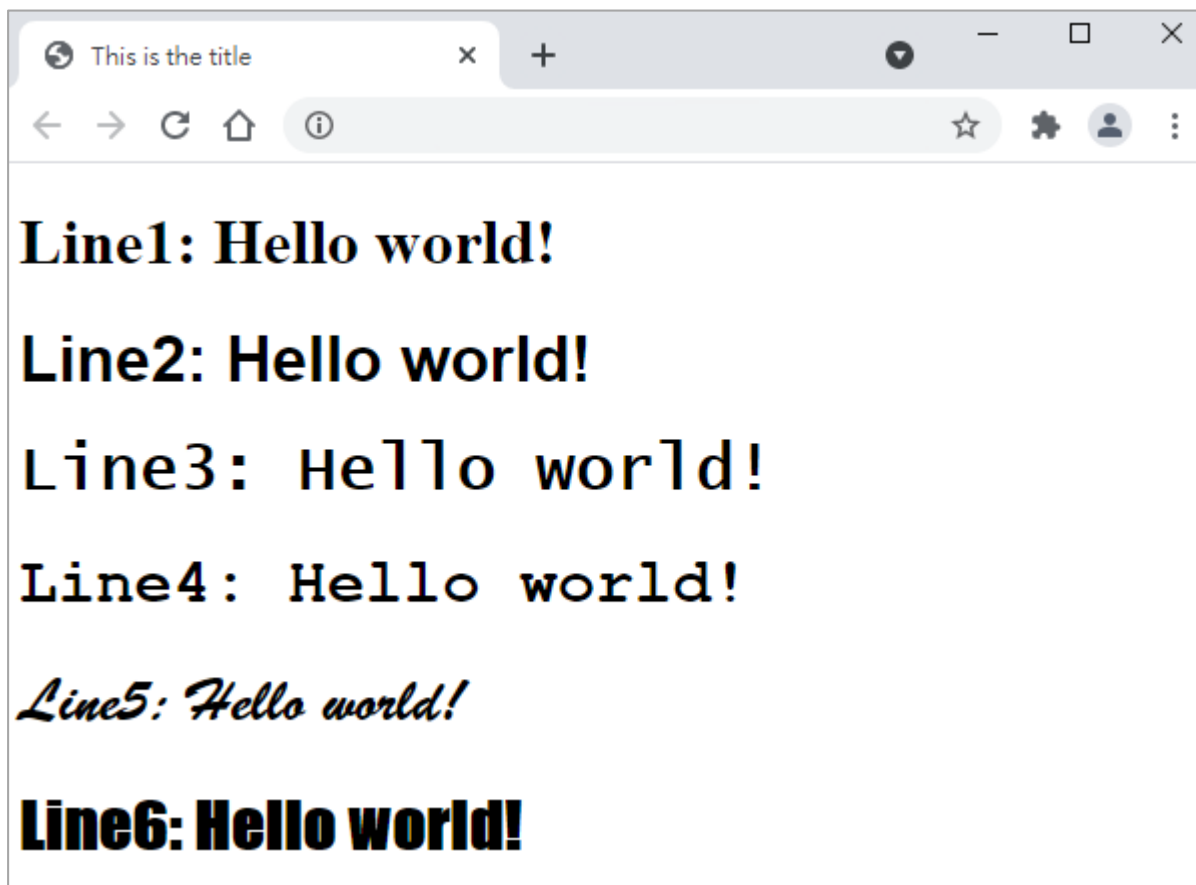 This is the title
Line1: Hello world!
Line2: Hello world!
Line3: Hello world!
Line4: Hello world!
Line5: Hello world!
Line6: Hello world!